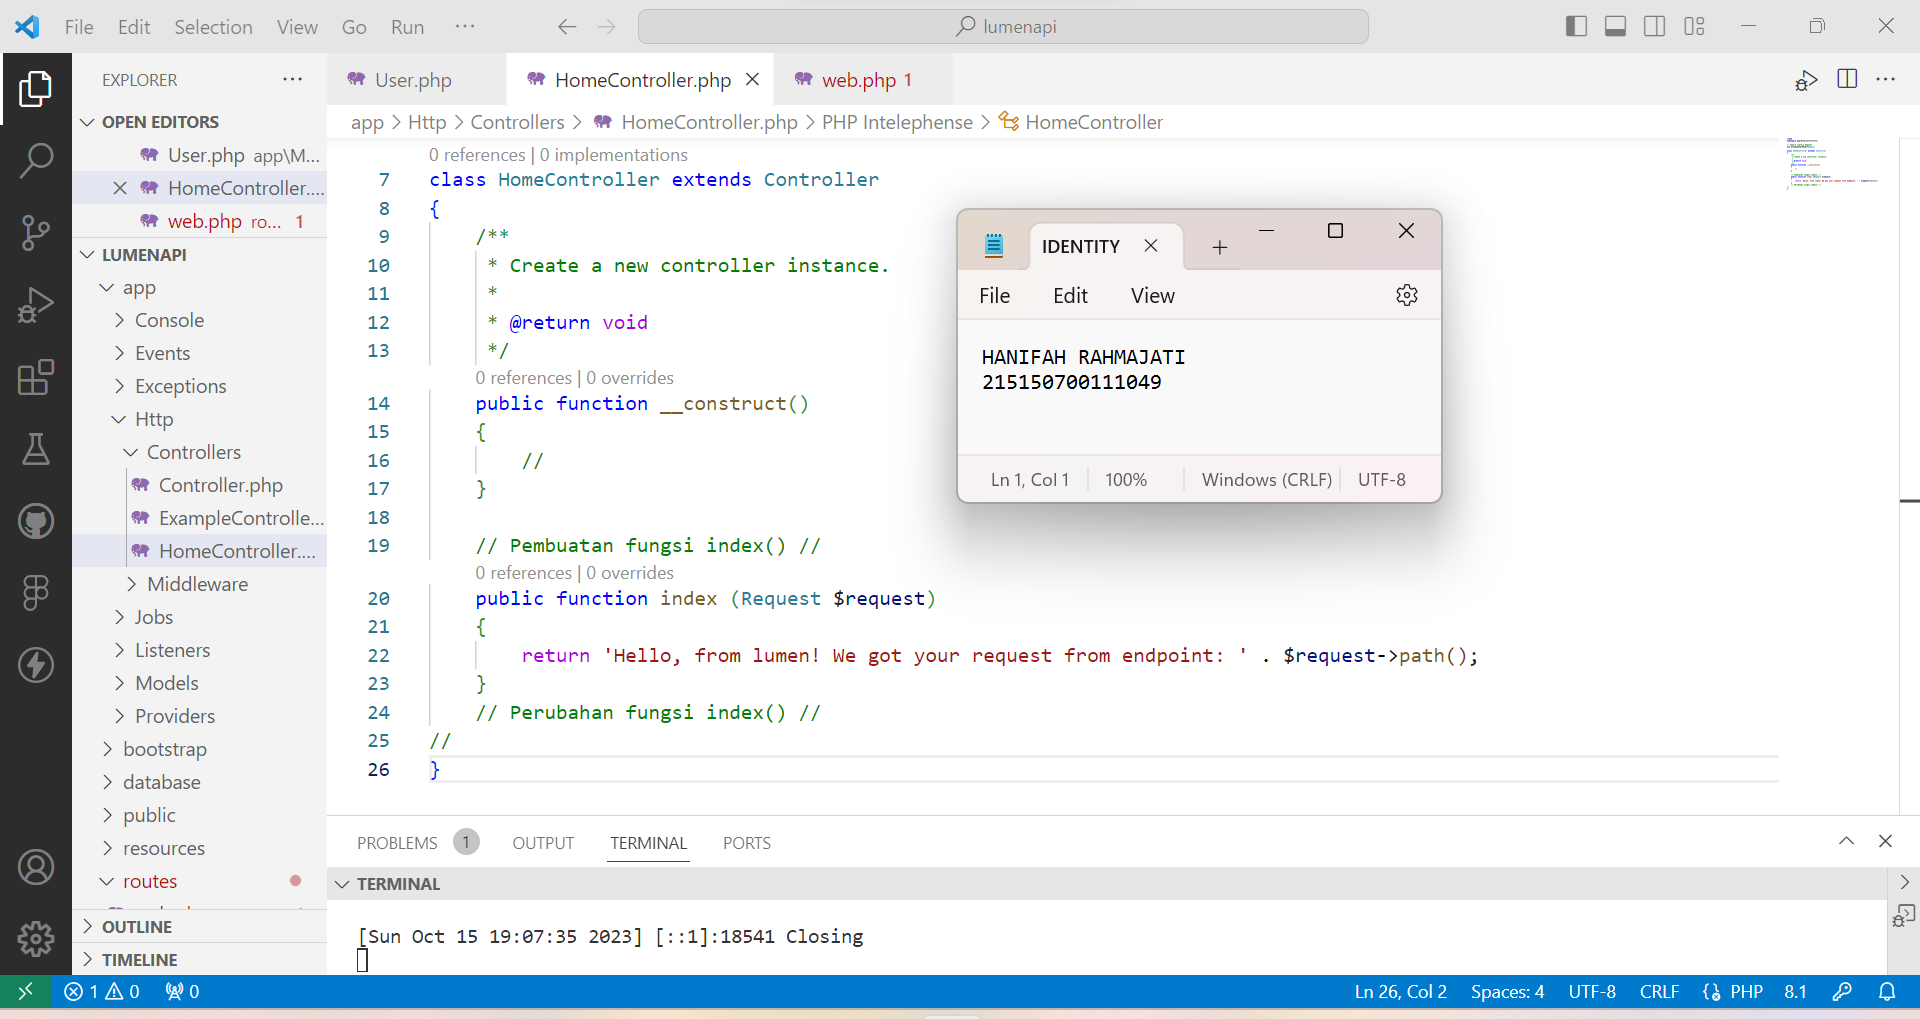 File Edit Selection View Go Run ···
lumenapi
EXPLORER ···
OPEN EDITORS
User.php app\M...
HomeController....
web.php ro... 1
LUMENAPI
app
Console
Events
Exceptions
Http
Controllers
Controller.php
ExampleControlle...
HomeController....
Middleware
Jobs
Listeners
Models
Providers
bootstrap
database
public
resources
routes
OUTLINE
TIMELINE
User.php HomeController.php web.php 1
app > Http > Controllers > HomeController.php > PHP Intelephense > HomeController
0 references | 0 implementations
7 class HomeController extends Controller
8 {
9 /**
10 * Create a new controller instance.
11 *
12 * @return void
13 */
0 references | 0 overrides
14 public function __construct()
15 {
16 //
17 }
18
19 // Pembuatan fungsi index() //
0 references | 0 overrides
20 public function index (Request $request)
21 {
22 return 'Hello, from lumen! We got your request from endpoint: ' . $request->path();
23 }
24 // Perubahan fungsi index() //
25 //
26 }
IDENTITY
File Edit View
HANIFAH RAHMAJATI
215150700111049
Ln 1, Col 1 100% Windows (CRLF) UTF-8
PROBLEMS 1 OUTPUT TERMINAL PORTS
TERMINAL
[Sun Oct 15 19:07:35 2023] [::1]:18541 Closing
1 0 0 Ln 26, Col 2 Spaces: 4 UTF-8 CRLF PHP 8.1